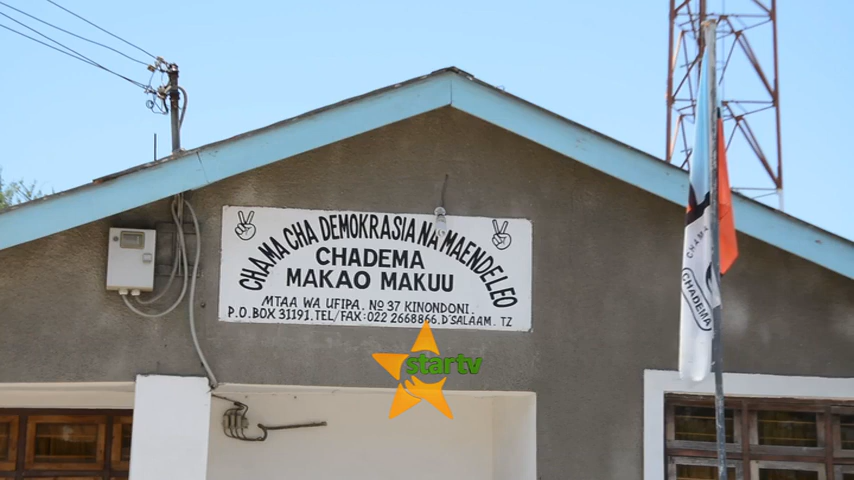 CHAMA CHA DEMOKRASIA NA MAENDELEO
CHADEMA
MAKAO MAKUU
MTAA WA UFIPA. No 37 KINONDONI.
P.O.BOX 31191. TEL/FAX:022 2668866. D'SALAAM. TZ
startv
CHAMA
CHADEMA